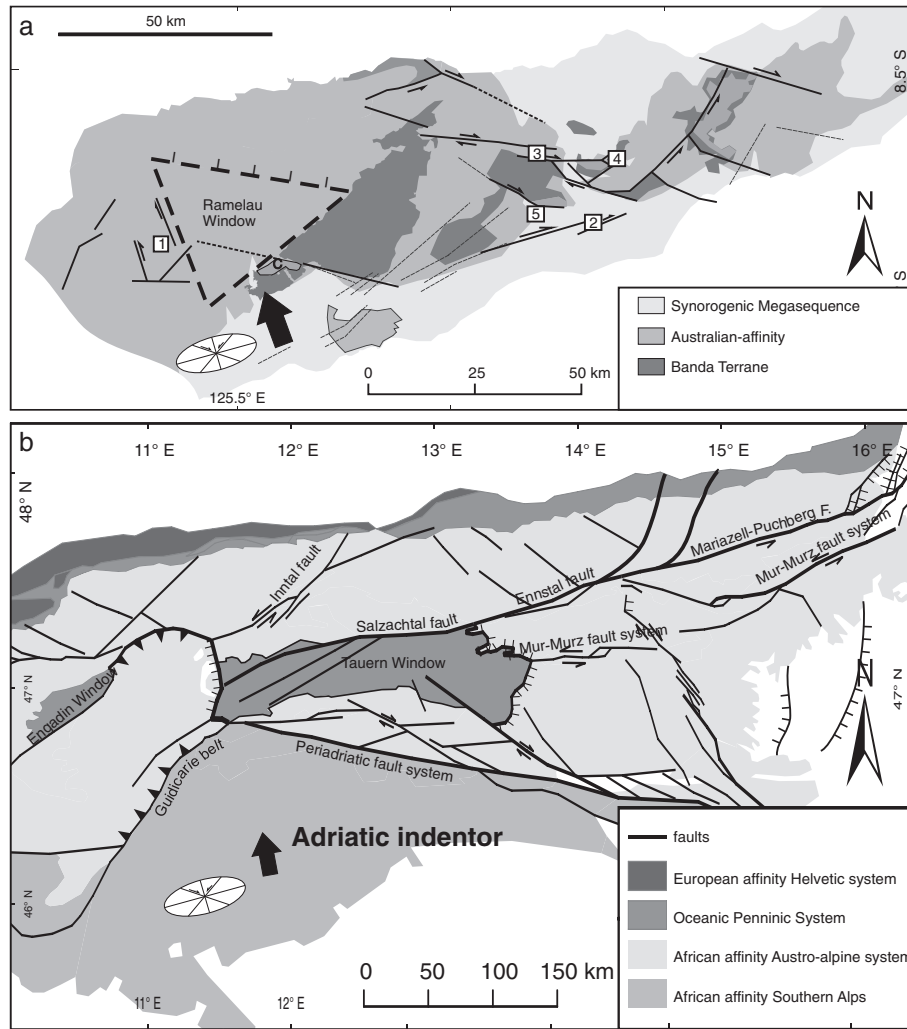 a
50 km
8.5° S
3
4
Ramelau
Window
5
2
1
N
C
° S
Synorogenic Megasequence
Australian-affinity
Banda Terrane
0 25 50 km
125.5° E
b
11° E 12° E 13° E 14° E 15° E 16° E
48° N
Mariazell-Puchberg F.
Mur-Murz fault system
Inntal fault
Ennstal fault
Salzachtal fault
Mur-Murz fault system
Tauern Window
N
47° N
47° N
Engadin Window
Periadriatic fault system
Guidicarie belt
Adriatic indentor
faults
European affinity Helvetic system
Oceanic Penninic System
African affinity Austro-alpine system
African affinity Southern Alps
46° N
0 50 100 150 km
11° E 12° E